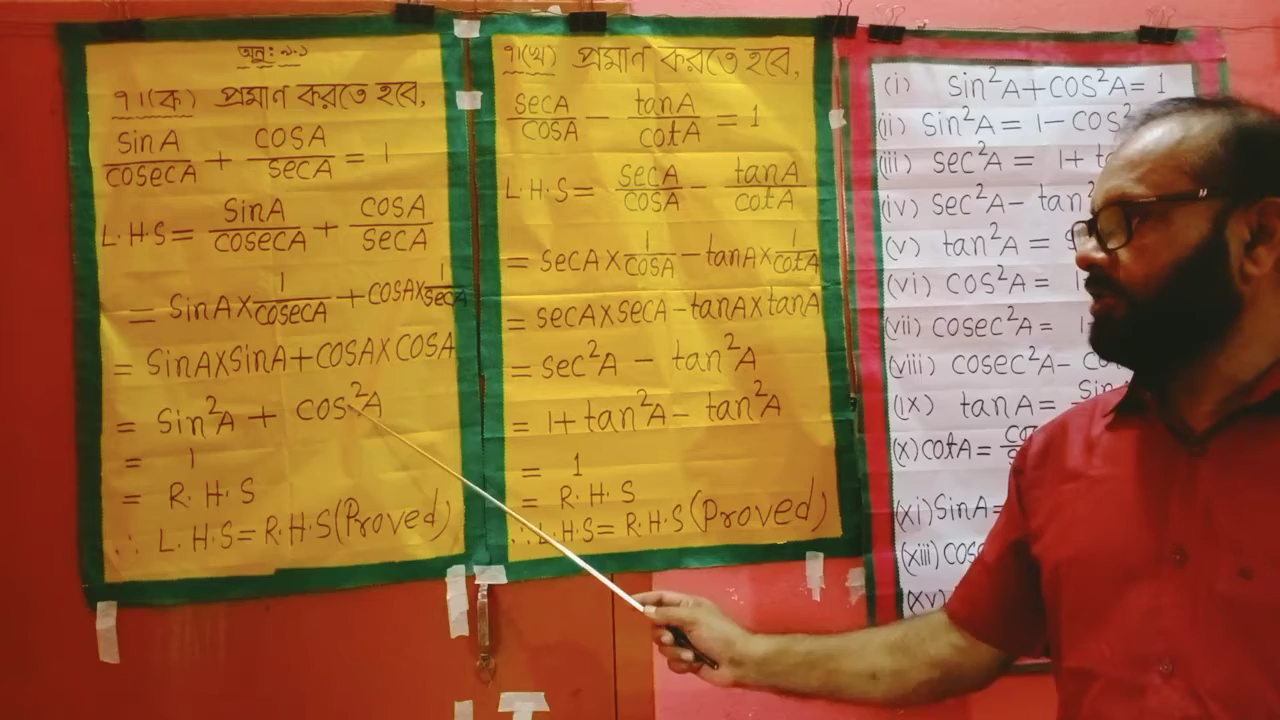 অনু: ৯.১
৭।(ক) প্রমাণ করতে হবে,
sinA/cosecA + cosA/secA = 1
L.H.S = sinA/cosecA + cosA/secA
= sinA×1/cosecA + cosA×1/secA
= sinA×sinA+cosA×cosA
= sin²A + cos²A
= 1
= R.H.S
∴ L.H.S=R.H.S(Proved)
৭।(খ) প্রমাণ করতে হবে,
secA/cosA − tanA/cotA = 1
L.H.S= secA/cosA − tanA/cotA
= secA×1/cosA − tanA×1/cotA
= secA×secA−tanA×tanA
= sec²A − tan²A
= 1+tan²A− tan²A
= 1
= R.H.S
∴ L.H.S= R.H.S(Proved)
(i) sin²A+cos²A= 1
(ii) sin²A= 1−cos²
(iii) sec²A = 1+
(iv) sec²A− tan²
(v) tan²A =
(vi) cos²A =
(vii) cosec²A =
(viii) cosec²A−
(ix) tanA=
(x) cotA=
(xi) sinA=
(xiii)
(xv)